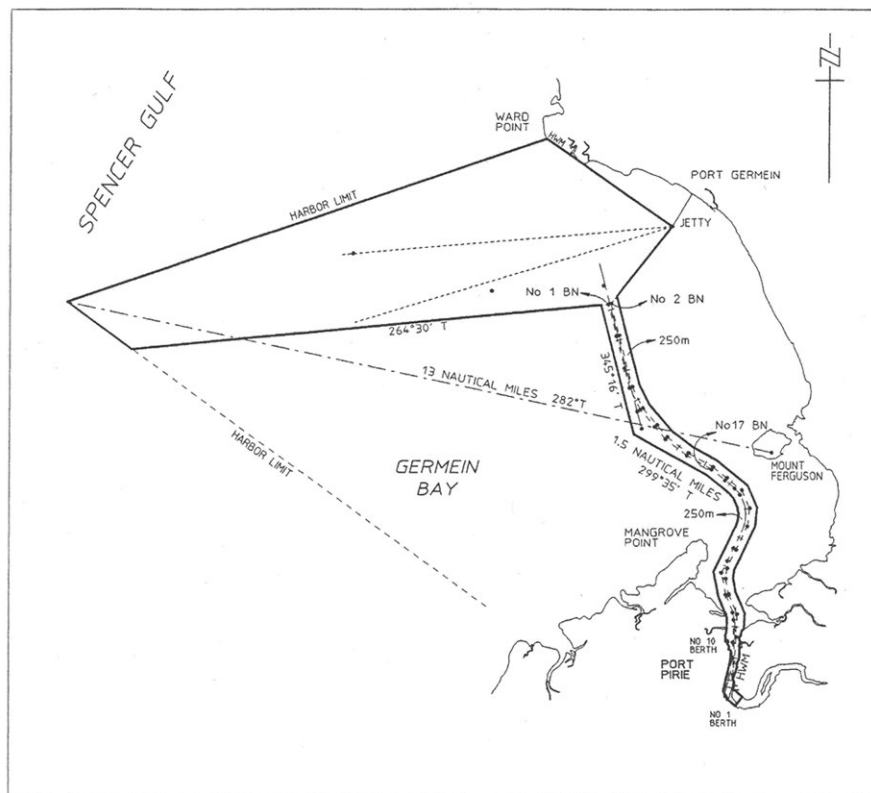 N
SPENCER GULF
WARD
POINT
HWM
PORT GERMEIN
HARBOR LIMIT
JETTY
No 1 BN
No 2 BN
264°30' T
250m
345°16' T
13 NAUTICAL MILES 282°T
No17 BN
HARBOR LIMIT
MOUNT
FERGUSON
1.5 NAUTICAL MILES
299°35' T
GERMEIN
BAY
250m
MANGROVE
POINT
NO 10
BERTH
PORT
PIRIE
HWM
NO 1
BERTH